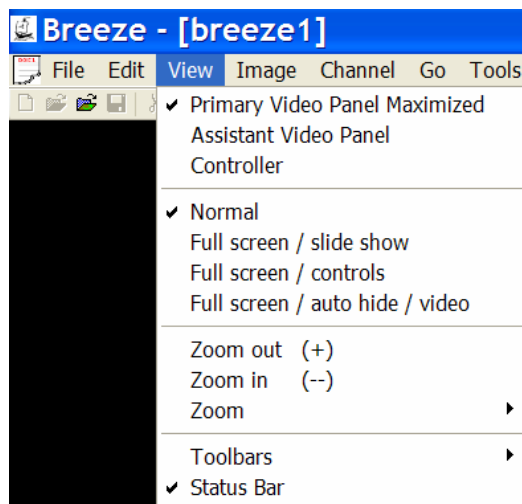 Breeze - [breeze1]
File Edit View Image Channel Go Tools
Primary Video Panel Maximized
Assistant Video Panel
Controller
Normal
Full screen / slide show
Full screen / controls
Full screen / auto hide / video
Zoom out (+)
Zoom in (--)
Zoom
Toolbars
Status Bar